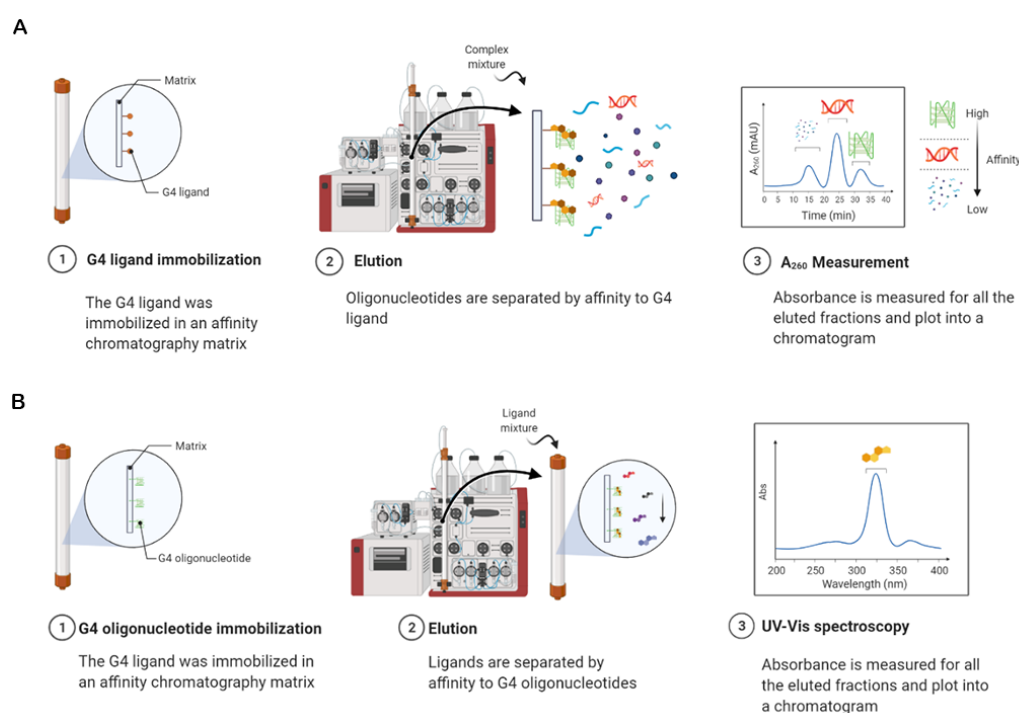 A
Complex
mixture
Matrix
G4 ligand
A260 (mAU)
0 5 10 15 20 25 30 35 40
Time (min)
High
Affinity
Low
1 G4 ligand immobilization
The G4 ligand was
immobilized in an affinity
chromatography matrix
2 Elution
Oligonucleotides are separated by affinity to G4
ligand
3 A260 Measurement
Absorbance is measured for all the
eluted fractions and plot into a
chromatogram
B
Ligand
mixture
Matrix
G4 oligonucleotide
Abs
200 250 300 350 400
Wavelength (nm)
1 G4 oligonucleotide immobilization
The G4 ligand was immobilized in
an affinity chromatography matrix
2 Elution
Ligands are separated by
affinity to G4 oligonucleotides
3 UV-Vis spectroscopy
Absorbance is measured for all
the eluted fractions and plot into
a chromatogram